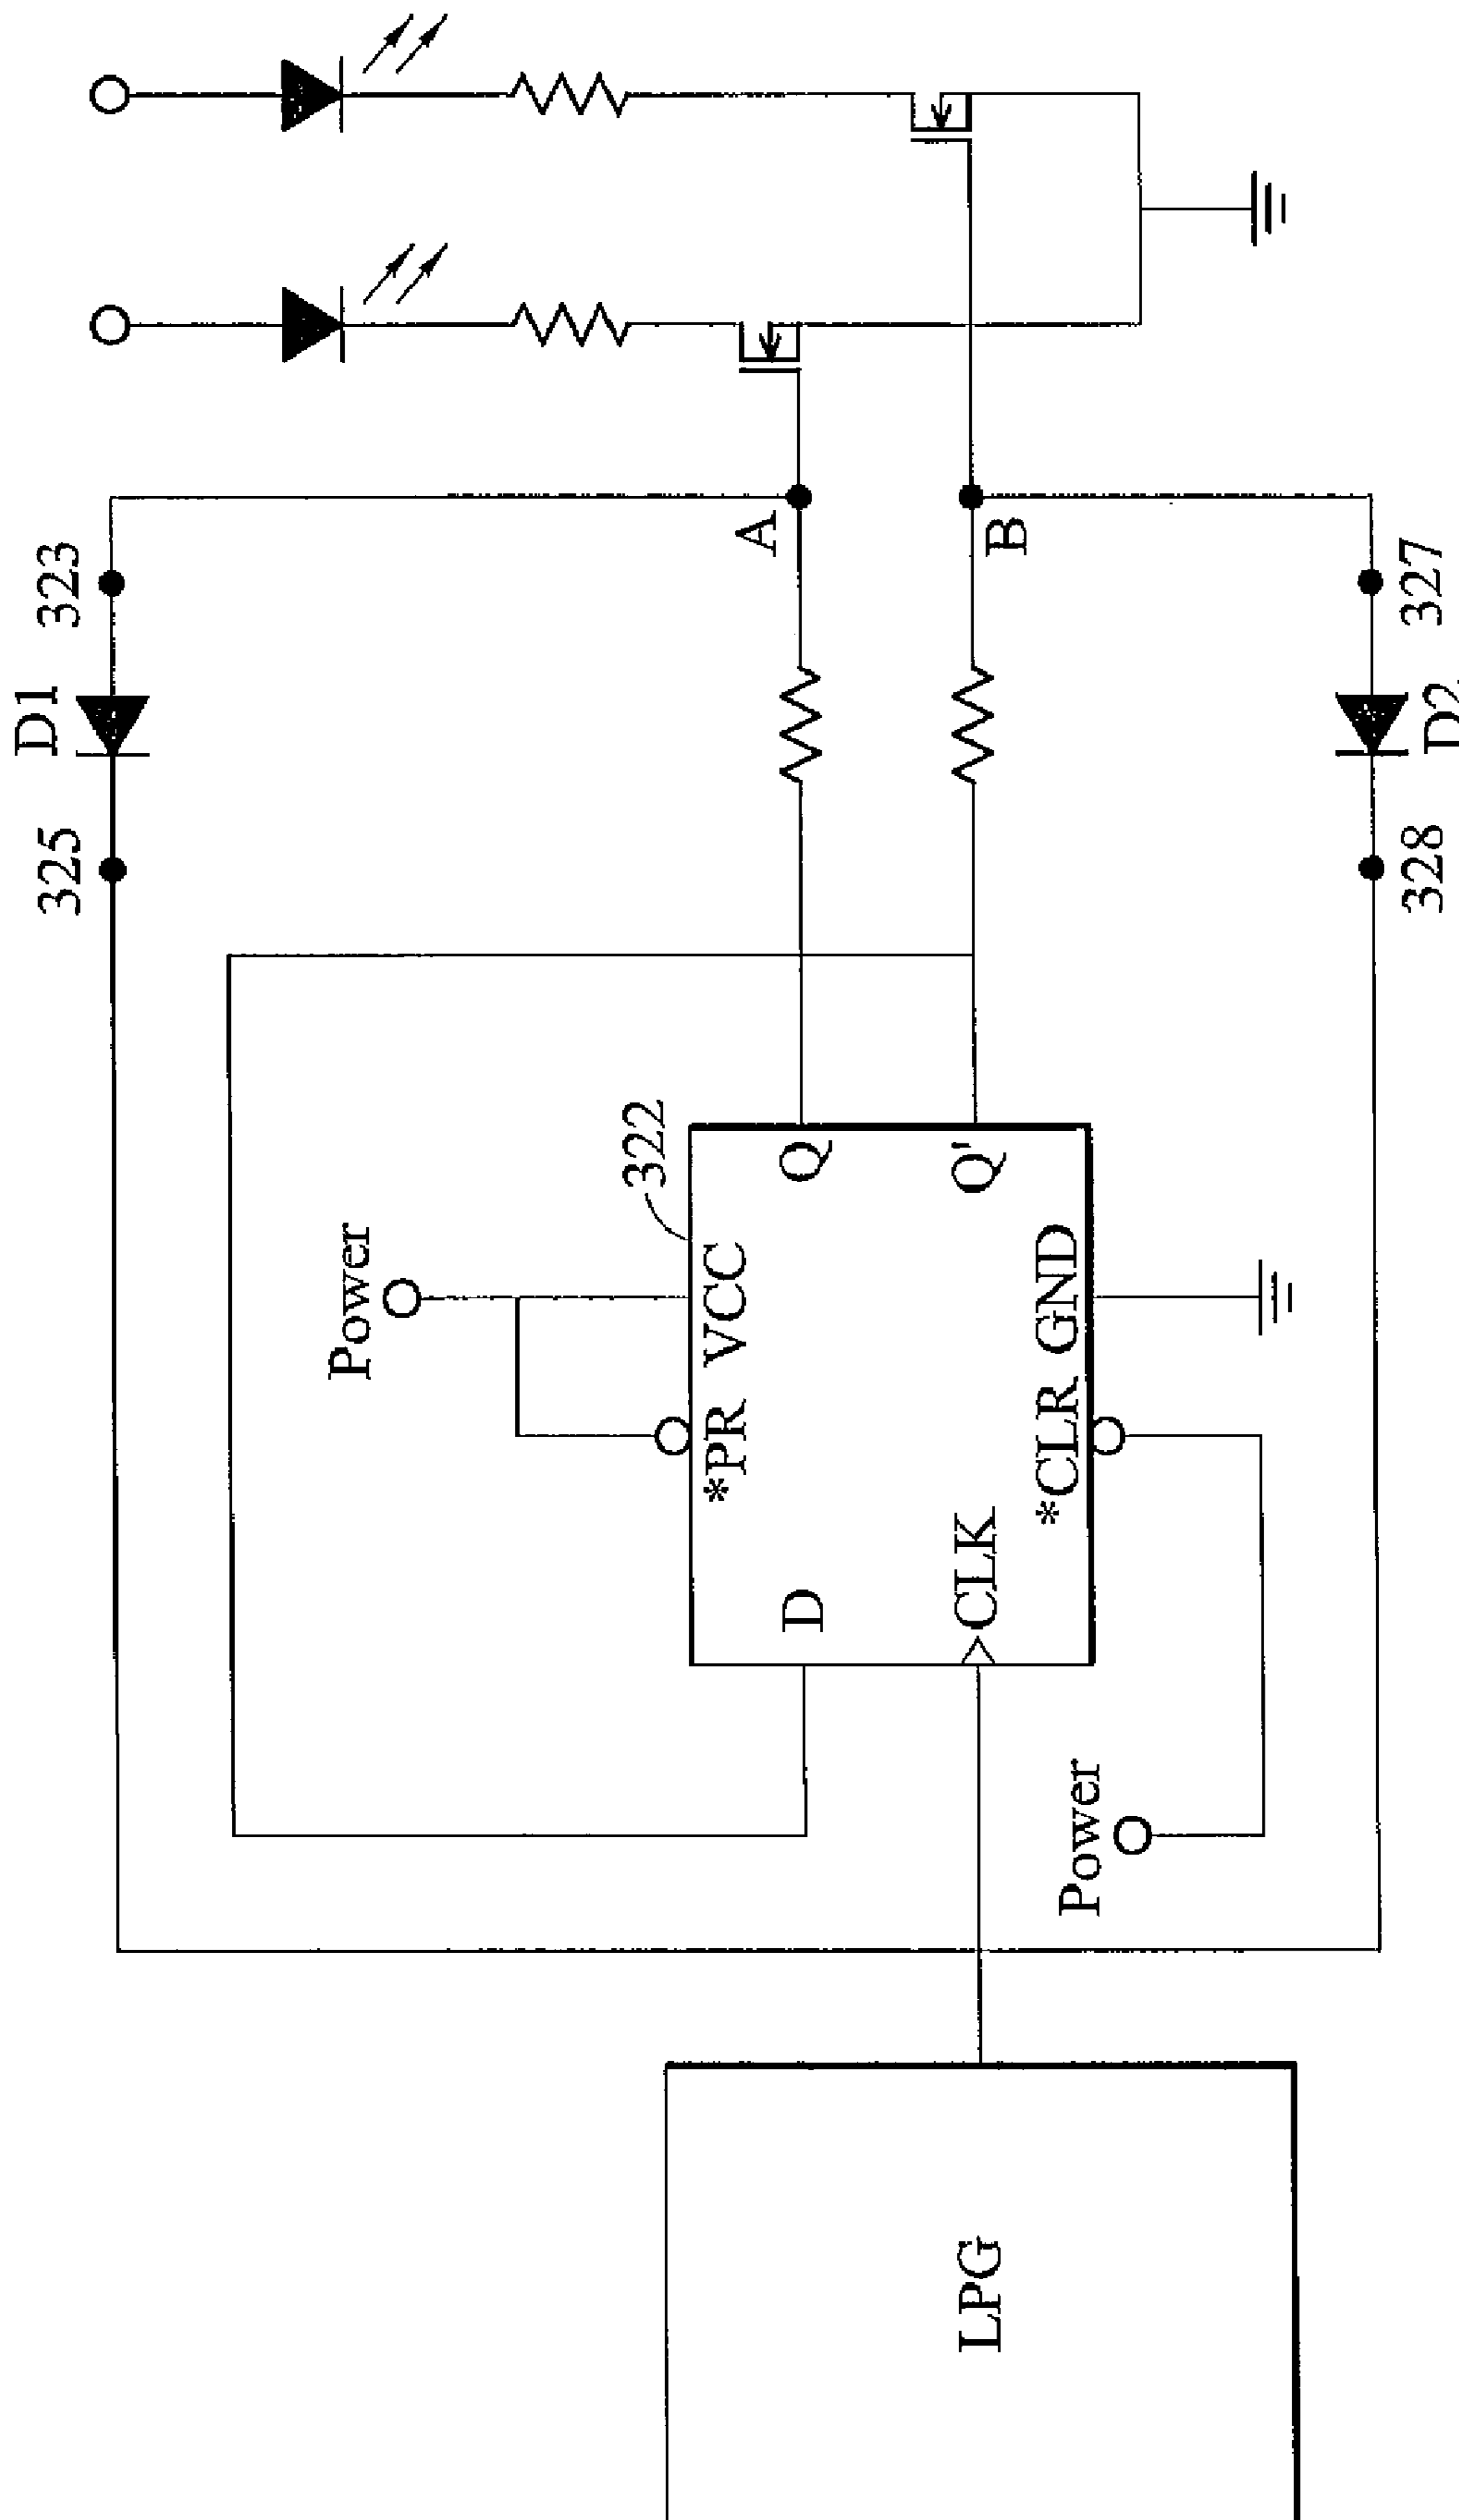 D1
325
323
A
B
Power
322
*PR VCC
D
Q
CLK
Q'
*CLR GND
Power
LPG
328
327
D2